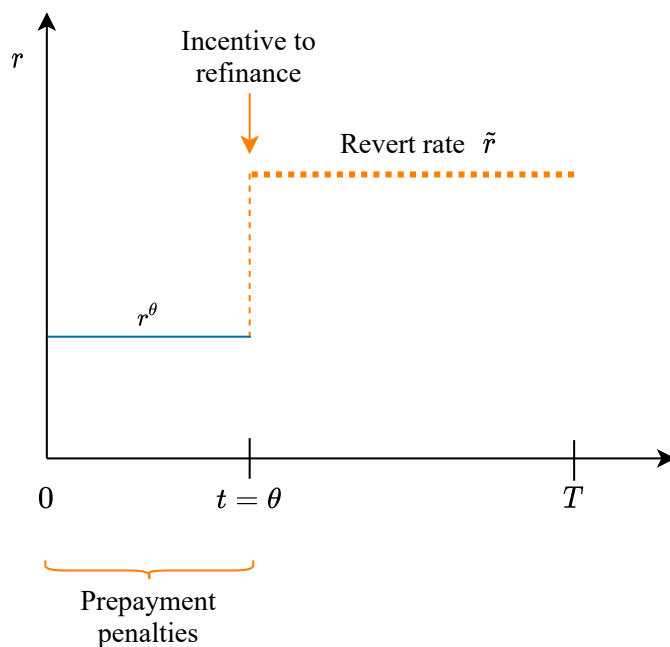 Incentive to
refinance
r
Revert rate r̃
r^θ
0
t = θ
T
Prepayment
penalties